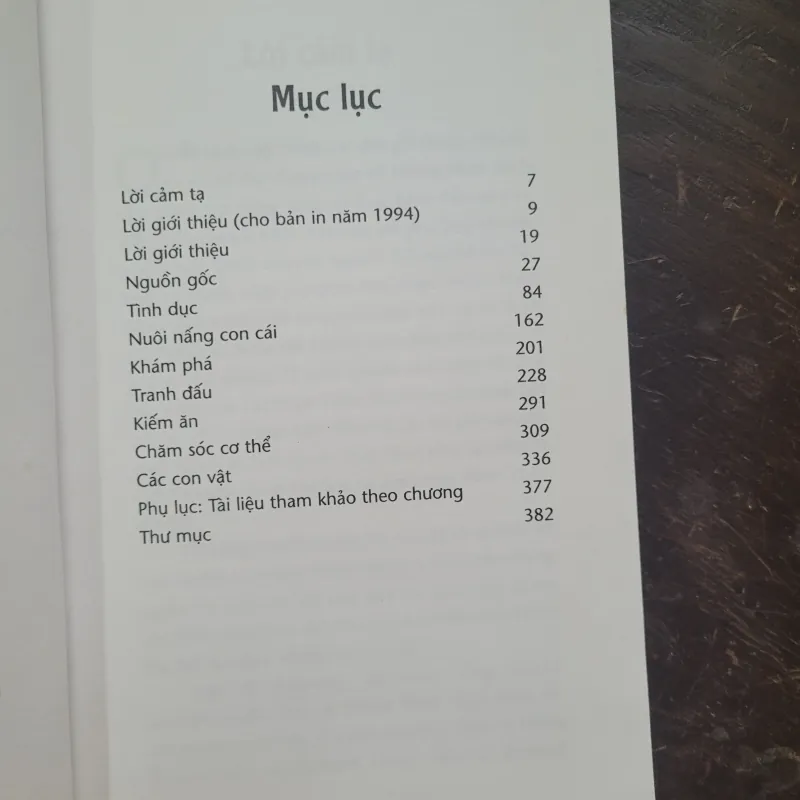 Mục lục
Lời cảm tạ 7
Lời giới thiệu (cho bản in năm 1994) 9
Lời giới thiệu 19
Nguồn gốc 27
Tình dục 84
Nuôi nấng con cái 162
Khám phá 201
Tranh đấu 228
Kiếm ăn 291
Chăm sóc cơ thể 309
Các con vật 336
Phụ lục: Tài liệu tham khảo theo chương 377
Thư mục 382